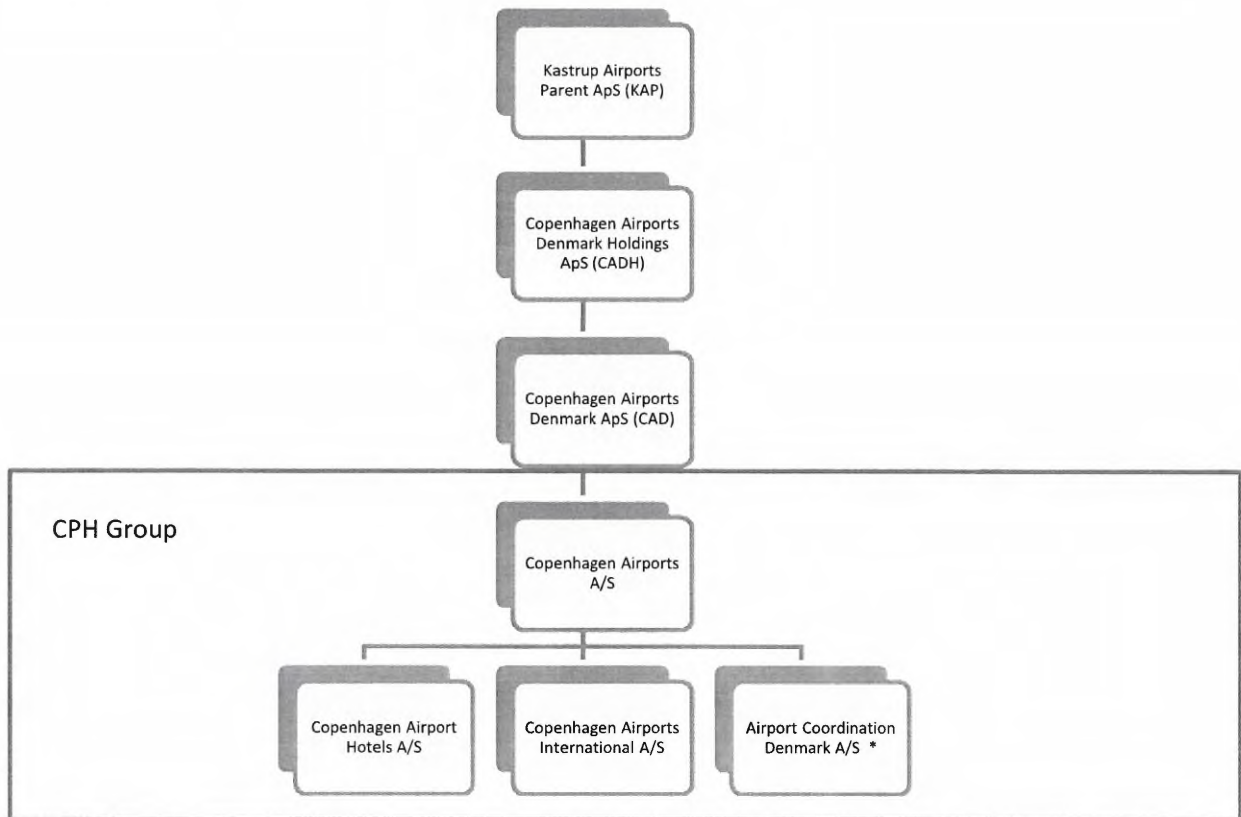 Kastrup Airports
Parent ApS (KAP)
Copenhagen Airports
Denmark Holdings
ApS (CADH)
Copenhagen Airports
Denmark ApS (CAD)
CPH Group
Copenhagen Airports
A/S
Copenhagen Airport
Hotels A/S
Copenhagen Airports
International A/S
Airport Coordination
Denmark A/S *